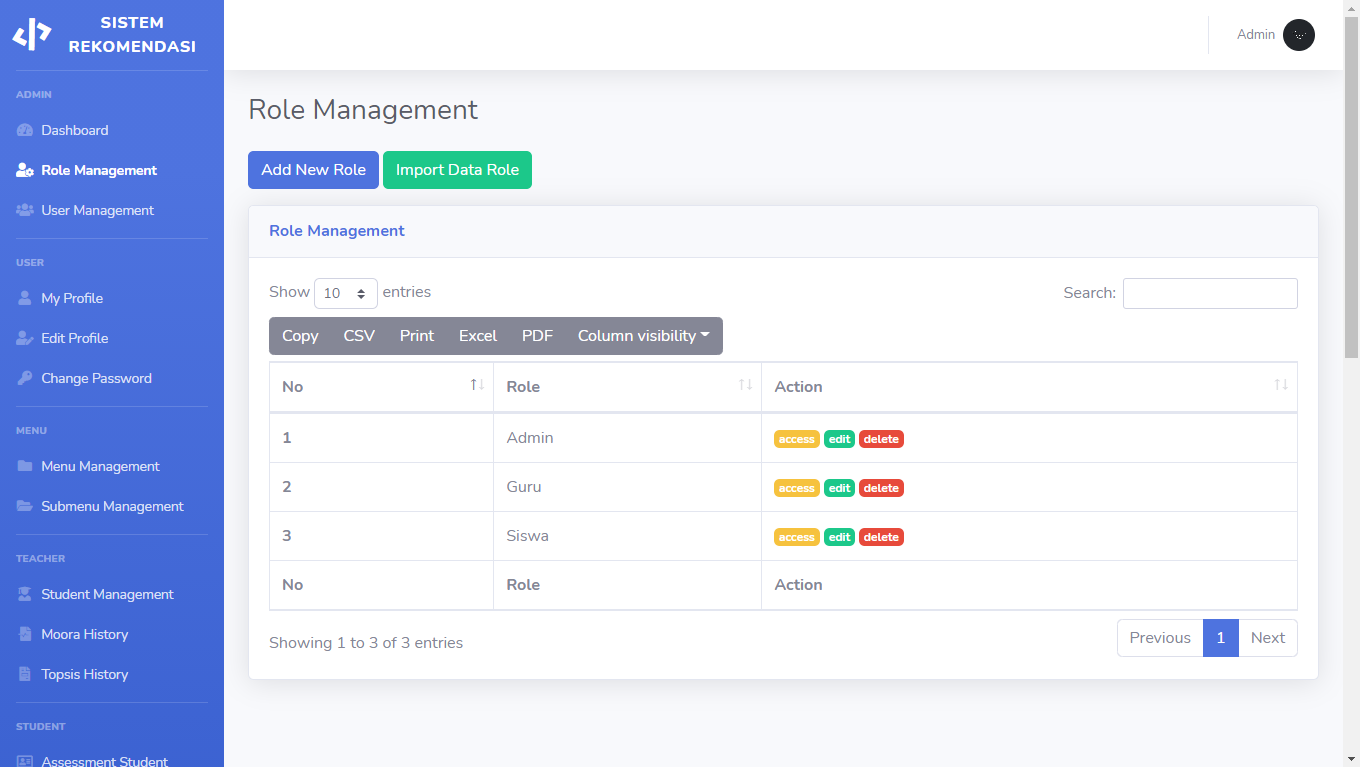 SISTEM
REKOMENDASI
ADMIN
Dashboard
Role Management
User Management
USER
My Profile
Edit Profile
Change Password
MENU
Menu Management
Submenu Management
TEACHER
Student Management
Moora History
Topsis History
STUDENT
Assessment Student
Admin
Role Management
Add New Role Import Data Role
Role Management
Show 10 entries Search:
Copy CSV Print Excel PDF Column visibility
No Role Action
1 Admin access edit delete
2 Guru access edit delete
3 Siswa access edit delete
No Role Action
Showing 1 to 3 of 3 entries Previous 1 Next